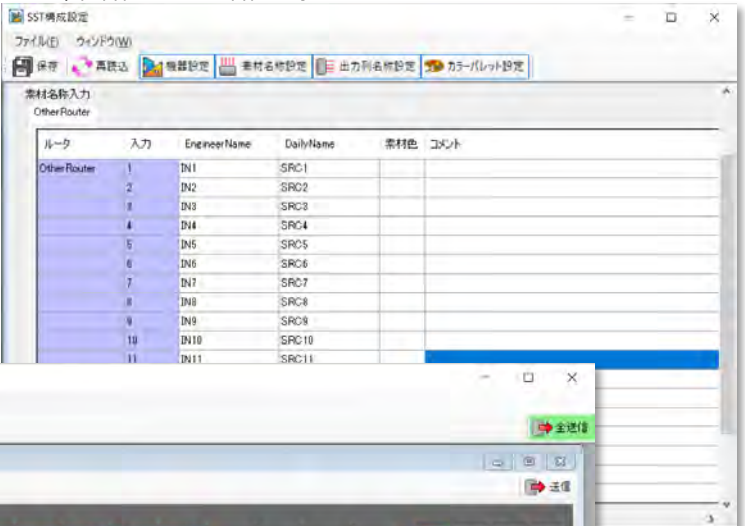 SST構成設定
ファイル(F) ウィンドウ(W)
保存 再読込 機器設定 素材名称設定 出力列名称設定 カラーパレット設定
素材名称入力
OtherRouter
ルータ 入力 EngineerName DailyName 素材色 コメント
OtherRouter 1 IN1 SRC1
2 IN2 SRC2
3 IN3 SRC3
4 IN4 SRC4
5 IN5 SRC5
6 IN6 SRC6
7 IN7 SRC7
8 IN8 SRC8
9 IN9 SRC9
10 IN10 SRC10
11 IN11 SRC11
全送信
送信